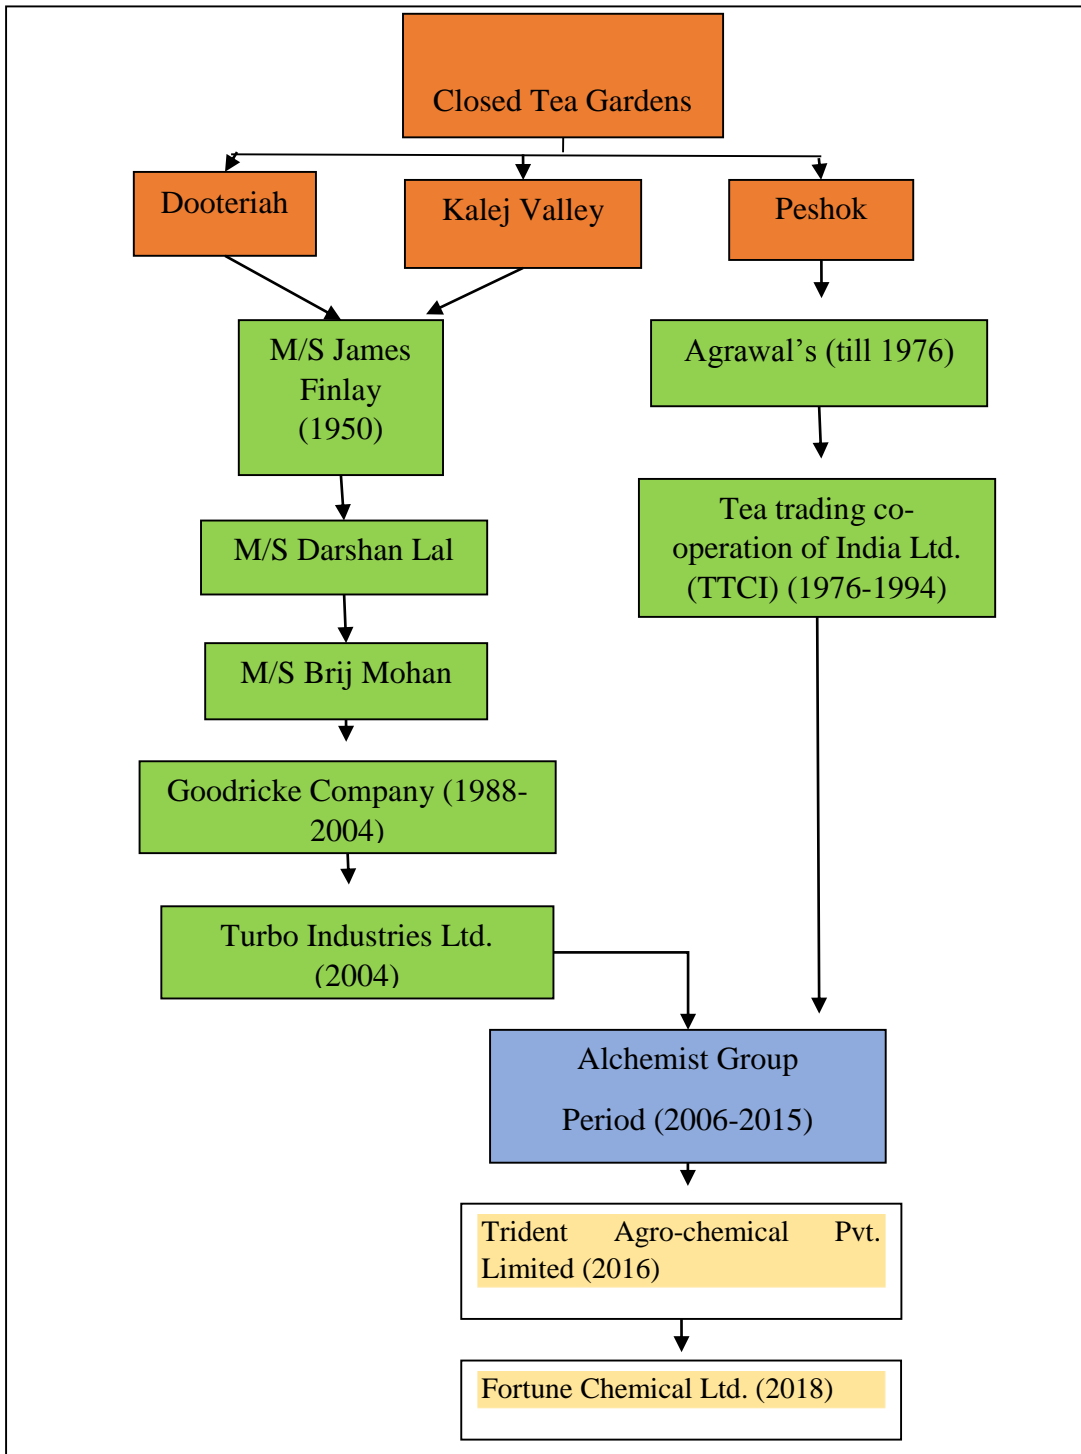 Closed Tea Gardens
Dooteriah
Kalej Valley
Peshok
M/S James
Finlay
(1950)
Agrawal’s (till 1976)
M/S Darshan Lal
Tea trading co-
operation of India Ltd.
(TTCI) (1976-1994)
M/S Brij Mohan
Goodricke Company (1988-
2004)
Turbo Industries Ltd.
(2004)
Alchemist Group
Period (2006-2015)
Trident Agro-chemical Pvt.
Limited (2016)
Fortune Chemical Ltd. (2018)